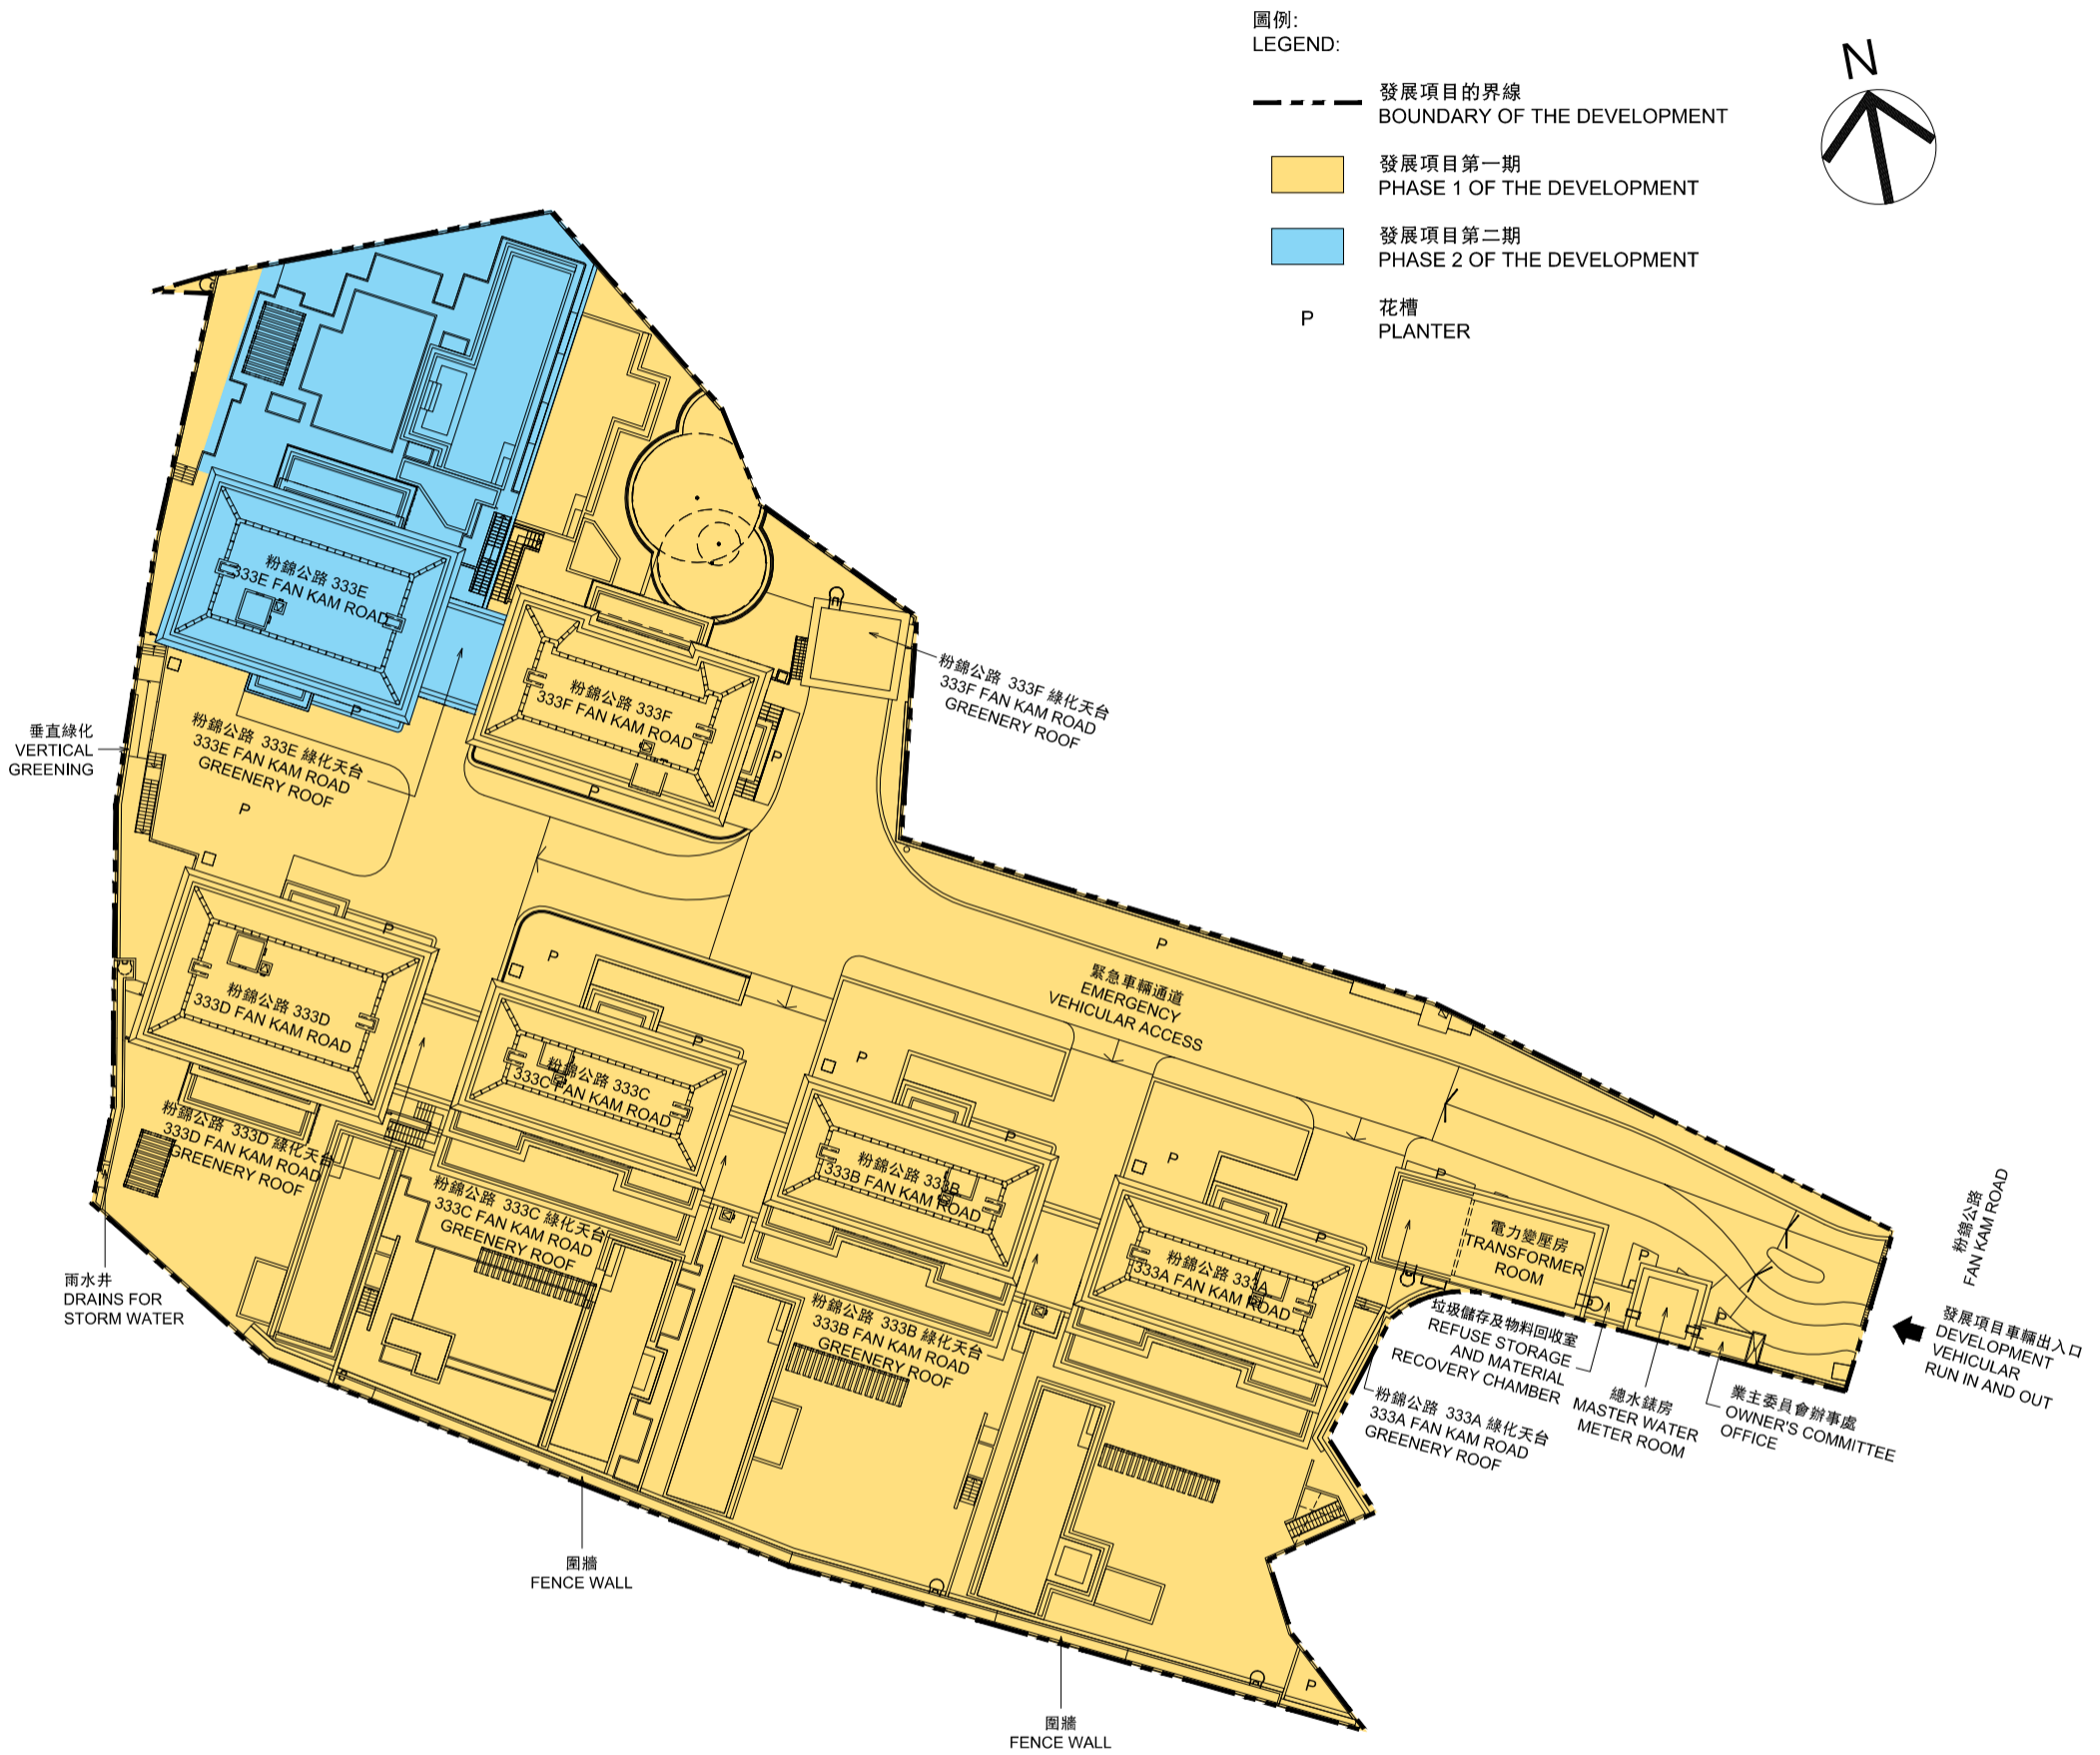 圖例:
LEGEND:
發展項目的界線
BOUNDARY OF THE DEVELOPMENT
發展項目第一期
PHASE 1 OF THE DEVELOPMENT
發展項目第二期
PHASE 2 OF THE DEVELOPMENT
P
花槽
PLANTER
N
粉錦公路 333E
333E FAN KAM ROAD
P
粉錦公路 333F
333F FAN KAM ROAD
P
P
粉錦公路 333F 綠化天台
333F FAN KAM ROAD
GREENERY ROOF
垂直綠化
VERTICAL
GREENING
粉錦公路 333E 綠化天台
333E FAN KAM ROAD
GREENERY ROOF
P
P
粉錦公路 333D
333D FAN KAM ROAD
P
P
粉錦公路 333C
333C FAN KAM ROAD
P
緊急車輛通道
EMERGENCY
VEHICULAR ACCESS
P
P
粉錦公路 333B
333B FAN KAM ROAD
P
P
粉錦公路 333A
333A FAN KAM ROAD
P
P
電力變壓房
TRANSFORMER
ROOM
P
P
粉錦公路
FAN KAM ROAD
發展項目車輛出入口
DEVELOPMENT
VEHICULAR
RUN IN AND OUT
粉錦公路 333D 綠化天台
333D FAN KAM ROAD
GREENERY ROOF
粉錦公路 333C 綠化天台
333C FAN KAM ROAD
GREENERY ROOF
粉錦公路 333B 綠化天台
333B FAN KAM ROAD
GREENERY ROOF
垃圾儲存及物料回收室
REFUSE STORAGE
AND MATERIAL
RECOVERY CHAMBER
粉錦公路 333A 綠化天台
333A FAN KAM ROAD
GREENERY ROOF
總水錶房
MASTER WATER
METER ROOM
業主委員會辦事處
OWNER'S COMMITTEE
OFFICE
雨水井
DRAINS FOR
STORM WATER
圍牆
FENCE WALL
圍牆
FENCE WALL
P